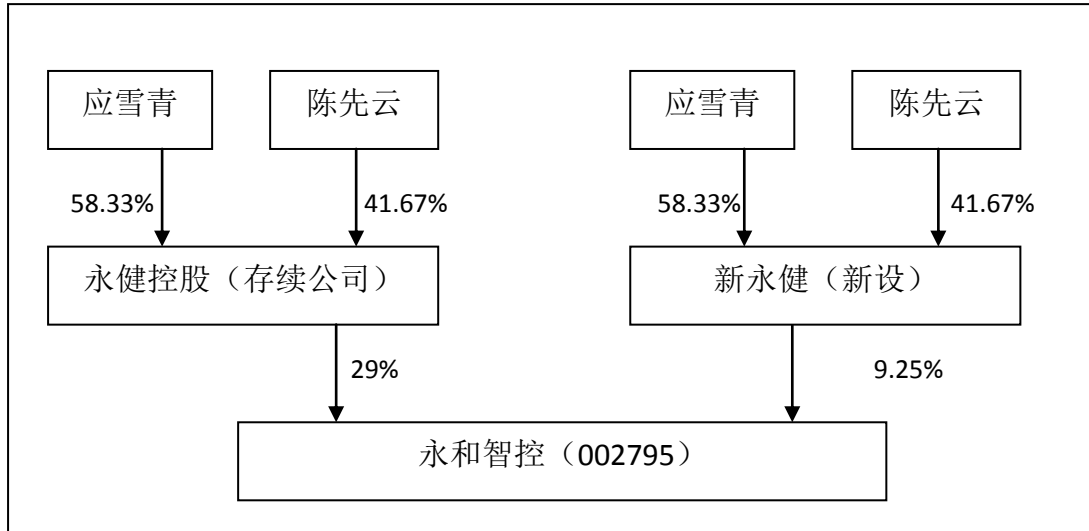 应雪青
陈先云
应雪青
陈先云
58.33%
41.67%
58.33%
41.67%
永健控股（存续公司）
新永健（新设）
29%
9.25%
永和智控（002795）